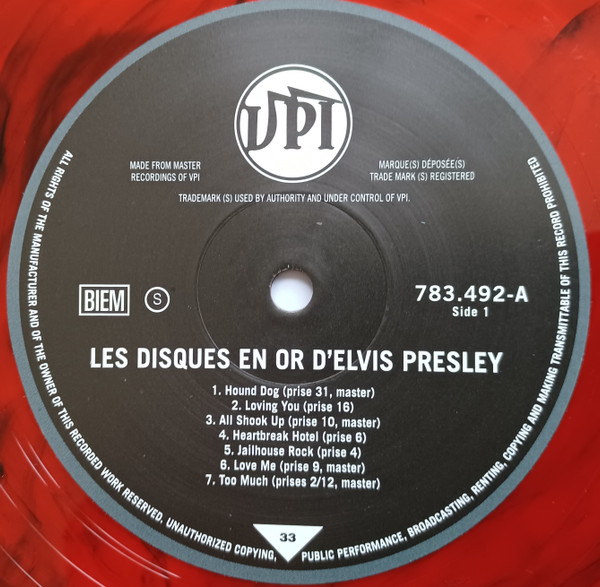 VPI
MADE FROM MASTER
RECORDINGS OF VPI
MARQUE(S) DÉPOSÉE(S)
TRADE MARK (S) REGISTERED
TRADEMARK (S) USED BY AUTHORITY AND UNDER CONTROL OF VPI.
BIEM
S
783.492-A
Side 1
LES DISQUES EN OR D'ELVIS PRESLEY
1. Hound Dog (prise 31, master)
2. Loving You (prise 16)
3. All Shook Up (prise 10, master)
4. Heartbreak Hotel (prise 6)
5. Jailhouse Rock (prise 4)
6. Love Me (prise 9, master)
7. Too Much (prises 2/12, master)
33
ALL RIGHTS OF THE MANUFACTURER AND OF THE OWNER OF THIS RECORDED WORK RESERVED. UNAUTHORIZED COPYING, PUBLIC PERFORMANCE, BROADCASTING, RENTING, COPYING AND MAKING TRANSMITTABLE OF THIS RECORD PROHIBITED